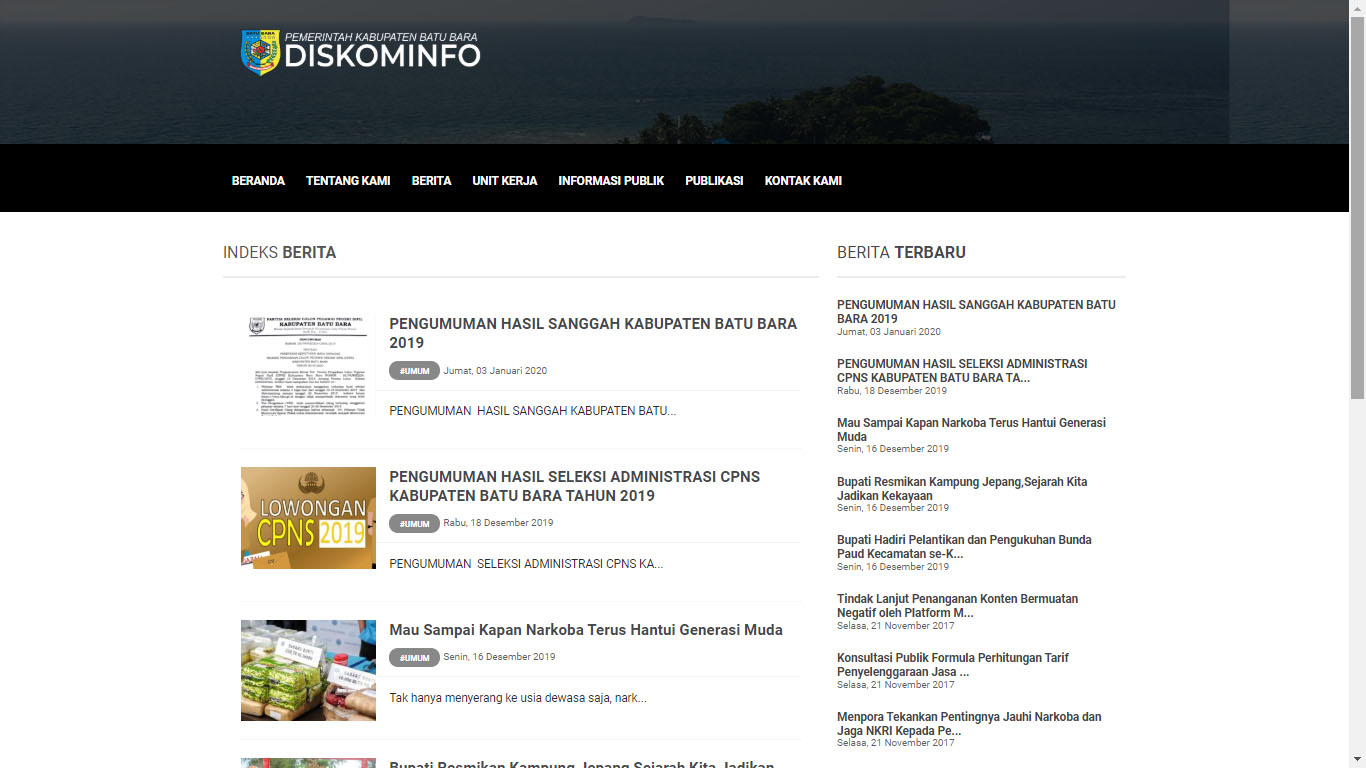 PEMERINTAH KABUPATEN BATU BARA
DISKOMINFO
BERANDA TENTANG KAMI BERITA UNIT KERJA INFORMASI PUBLIK PUBLIKASI KONTAK KAMI
INDEKS BERITA
KABUPATEN BATU BARA
PENGUMUMAN HASIL SANGGAH KABUPATEN BATU BARA
2019
#UMUM Jumat, 03 Januari 2020
PENGUMUMAN HASIL SANGGAH KABUPATEN BATU...
LOWONGAN
CPNS 2019
PENGUMUMAN HASIL SELEKSI ADMINISTRASI CPNS
KABUPATEN BATU BARA TAHUN 2019
#UMUM Rabu, 18 Desember 2019
PENGUMUMAN SELEKSI ADMINISTRASI CPNS KA...
Mau Sampai Kapan Narkoba Terus Hantui Generasi Muda
#UMUM Senin, 16 Desember 2019
Tak hanya menyerang ke usia dewasa saja, nark...
Bupati Resmikan Kampung Jepang,Sejarah Kita Jadikan
BERITA TERBARU
PENGUMUMAN HASIL SANGGAH KABUPATEN BATU
BARA 2019
Jumat, 03 Januari 2020
PENGUMUMAN HASIL SELEKSI ADMINISTRASI
CPNS KABUPATEN BATU BARA TA...
Rabu, 18 Desember 2019
Mau Sampai Kapan Narkoba Terus Hantui Generasi
Muda
Senin, 16 Desember 2019
Bupati Resmikan Kampung Jepang,Sejarah Kita
Jadikan Kekayaan
Senin, 16 Desember 2019
Bupati Hadiri Pelantikan dan Pengukuhan Bunda
Paud Kecamatan se-K...
Senin, 16 Desember 2019
Tindak Lanjut Penanganan Konten Bermuatan
Negatif oleh Platform M...
Selasa, 21 November 2017
Konsultasi Publik Formula Perhitungan Tarif
Penyelenggaraan Jasa ...
Selasa, 21 November 2017
Menpora Tekankan Pentingnya Jauhi Narkoba dan
Jaga NKRI Kepada Pe...
Selasa, 21 November 2017